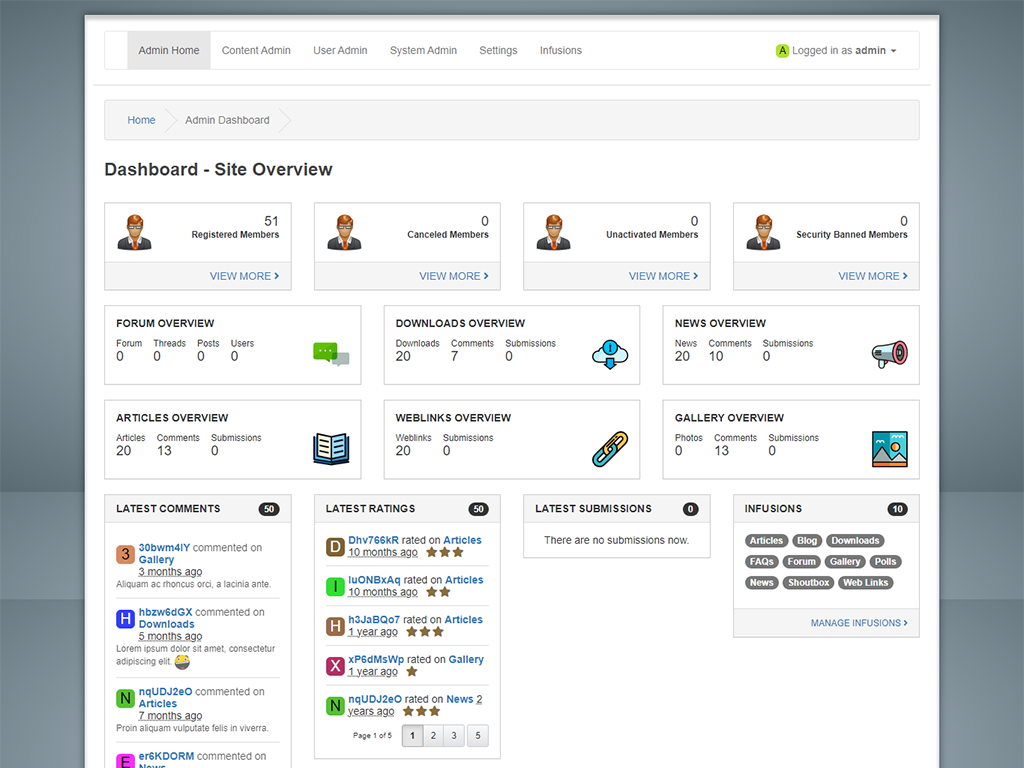 Admin Home Content Admin User Admin System Admin Settings Infusions A Logged in as admin
Home Admin Dashboard
Dashboard - Site Overview
51
Registered Members
VIEW MORE
0
Canceled Members
VIEW MORE
0
Unactivated Members
VIEW MORE
0
Security Banned Members
VIEW MORE
FORUM OVERVIEW
Forum Threads Posts Users
0 0 0 0
DOWNLOADS OVERVIEW
Downloads Comments Submissions
20 7 0
NEWS OVERVIEW
News Comments Submissions
20 10 0
ARTICLES OVERVIEW
Articles Comments Submissions
20 13 0
WEBLINKS OVERVIEW
Weblinks Submissions
20 0
GALLERY OVERVIEW
Photos Comments Submissions
0 13 0
LATEST COMMENTS 50
3 30bwm4lY commented on
Gallery
3 months ago
Aliquam ac rhoncus orci, a lacinia ante.
H hbzw6dGX commented on
Downloads
5 months ago
Lorem ipsum dolor sit amet, consectetur
adipiscing elit.
N nqUDJ2eO commented on
Articles
7 months ago
Proin aliquam vulputate felis in viverra.
E er6KDORM commented on
News
LATEST RATINGS 50
D Dhv766kR rated on Articles
10 months ago
I IuONBxAq rated on Articles
10 months ago
H h3JaBQo7 rated on Articles
1 year ago
X xP6dMsWp rated on Gallery
1 year ago
N nqUDJ2eO rated on News 2
years ago
Page 1 of 5 1 2 3 5
LATEST SUBMISSIONS 0
There are no submissions now.
INFUSIONS 10
Articles Blog Downloads
FAQs Forum Gallery Polls
News Shoutbox Web Links
MANAGE INFUSIONS